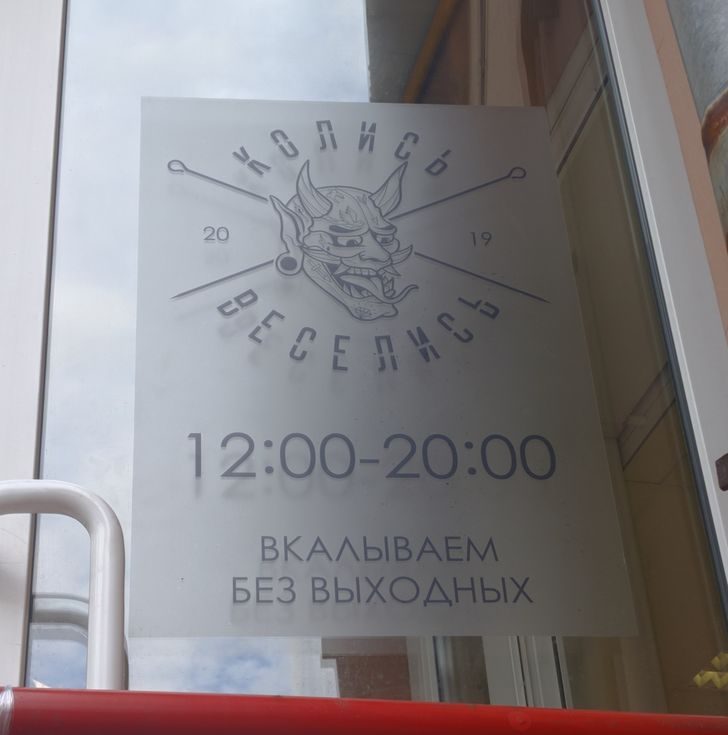 КОЛИСЬ
20 19
ВЕСЕЛИСЬ
12:00-20:00
ВКАЛЫВАЕМ
БЕЗ ВЫХОДНЫХ